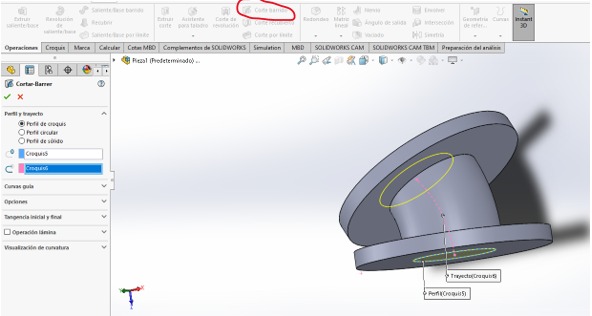 Extruir saliente/base
Revolución de saliente/base
Saliente/Base barrido
Recubrir
Saliente/Base por límite
Extruir corte
Asistente para taladro
Corte de revolución
Corte barrido
Corte por límite
Redondeo
Matriz lineal
Nervio
Ángulo de salida
Vaciado
Envolver
Intersección
Simetría
Geometría de refer...
Curvas
Instant 3D
Operaciones Croquis Marca Calcular Cotas MBD Complementos de SOLIDWORKS Simulation MBD SOLIDWORKS CAM SOLIDWORKS CAM TBM Preparación del análisis
Pieza1 (Predeterminado) ...
Cortar-Barrer
Perfil y trayecto
Perfil de croquis
Perfil circular
Perfil de sólido
Croquis5
Croquis6
Curvas guía
Opciones
Tangencia inicial y final
Operación lámina
Visualización de curvatura
Trayecto(Croquis6)
Perfil(Croquis5)